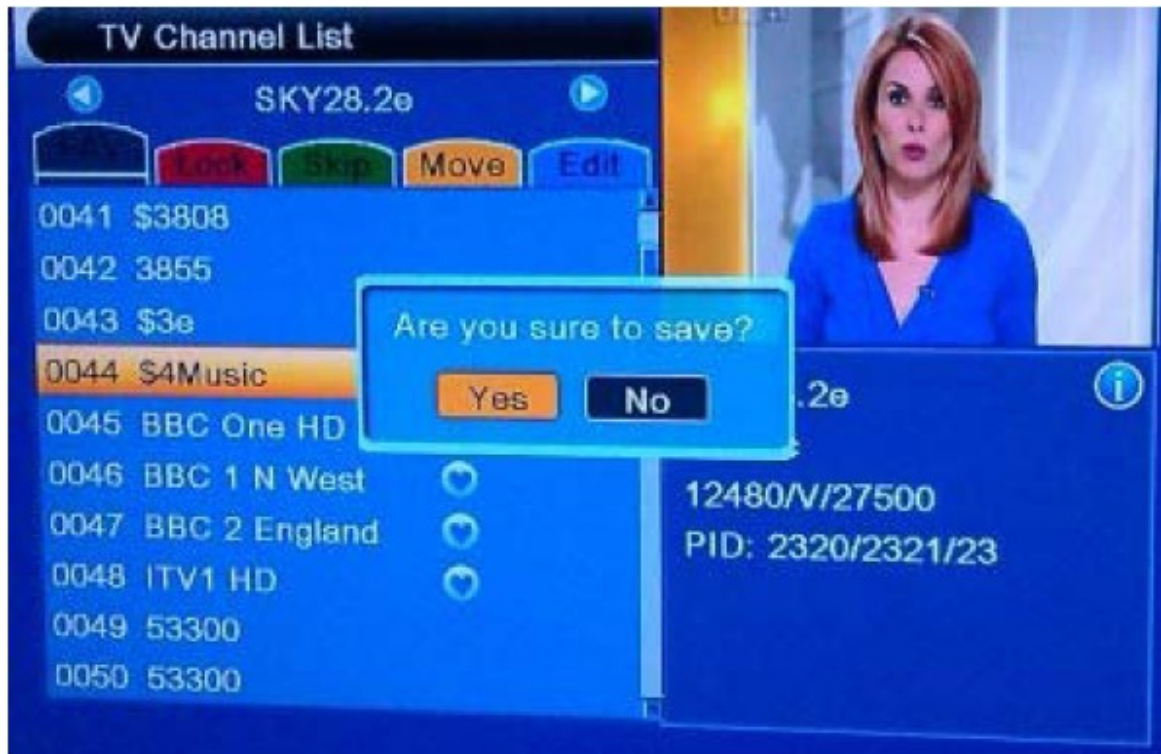 TV Channel List
SKY28.2e
FAV Lock Skip Move Edit
0041 $3808
0042 3855
0043 $3e
0044 $4Music
0045 BBC One HD
0046 BBC 1 N West
0047 BBC 2 England
0048 ITV1 HD
0049 53300
0050 53300
Are you sure to save?
Yes No
.2e
12480/V/27500
PID: 2320/2321/23